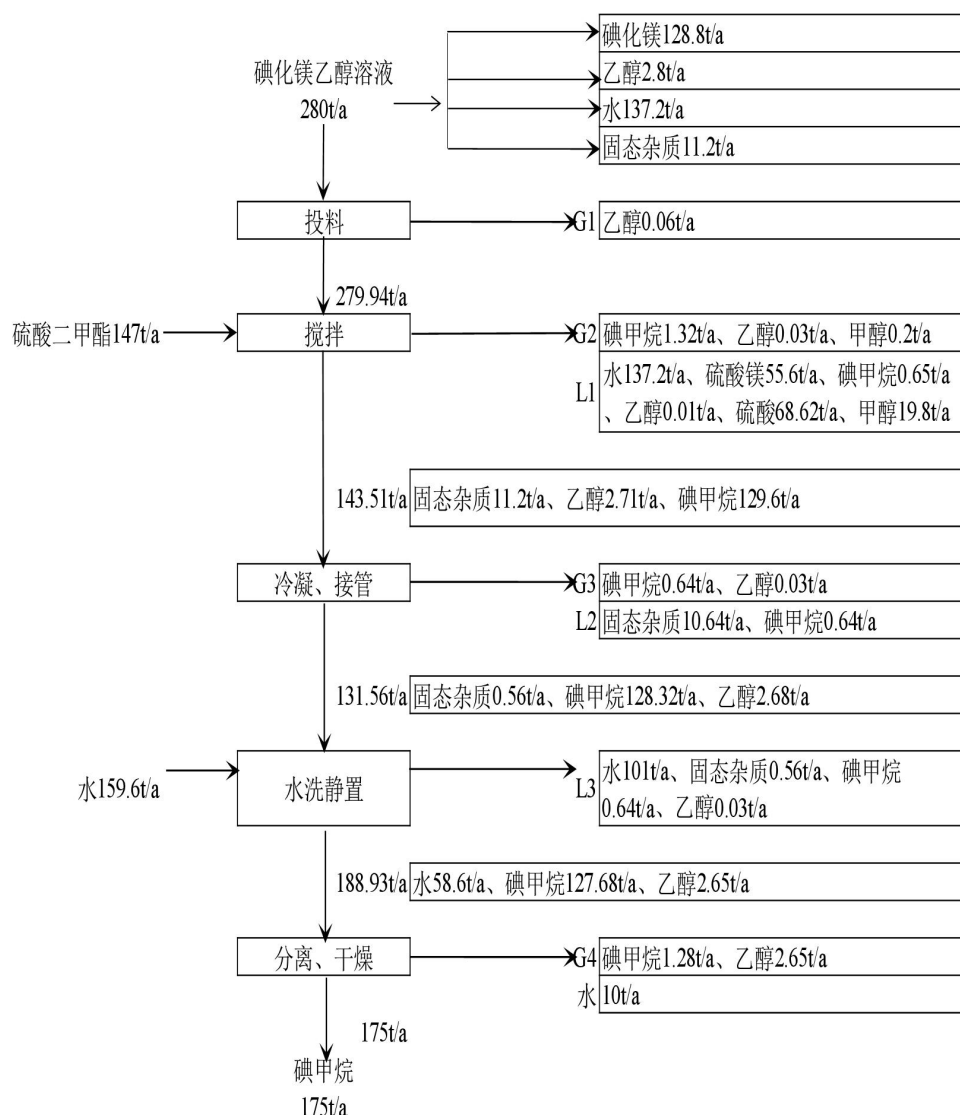 碘化镁乙醇溶液
280t/a
碘化镁128.8t/a
乙醇2.8t/a
水137.2t/a
固态杂质11.2t/a
投料
G1
乙醇0.06t/a
279.94t/a
硫酸二甲酯147t/a
搅拌
G2
碘甲烷1.32t/a、乙醇0.03t/a、甲醇0.2t/a
L1
水137.2t/a、硫酸镁55.6t/a、碘甲烷0.65t/a
、乙醇0.01t/a、硫酸68.62t/a、甲醇19.8t/a
143.51t/a
固态杂质11.2t/a、乙醇2.71t/a、碘甲烷129.6t/a
冷凝、接管
G3
碘甲烷0.64t/a、乙醇0.03t/a
L2
固态杂质10.64t/a、碘甲烷0.64t/a
131.56t/a
固态杂质0.56t/a、碘甲烷128.32t/a、乙醇2.68t/a
水159.6t/a
水洗静置
L3
水101t/a、固态杂质0.56t/a、碘甲烷
0.64t/a、乙醇0.03t/a
188.93t/a
水58.6t/a、碘甲烷127.68t/a、乙醇2.65t/a
分离、干燥
G4
碘甲烷1.28t/a、乙醇2.65t/a
水
10t/a
175t/a
碘甲烷
175t/a